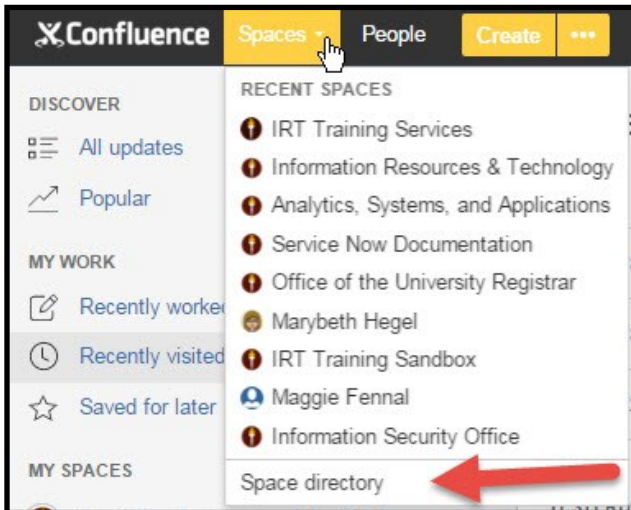 Confluence Spaces People Create
DISCOVER
All updates
Popular
MY WORK
Recently worked
Recently visited
Saved for later
MY SPACES
RECENT SPACES
IRT Training Services
Information Resources & Technology
Analytics, Systems, and Applications
Service Now Documentation
Office of the University Registrar
Marybeth Hegel
IRT Training Sandbox
Maggie Fennal
Information Security Office
Space directory